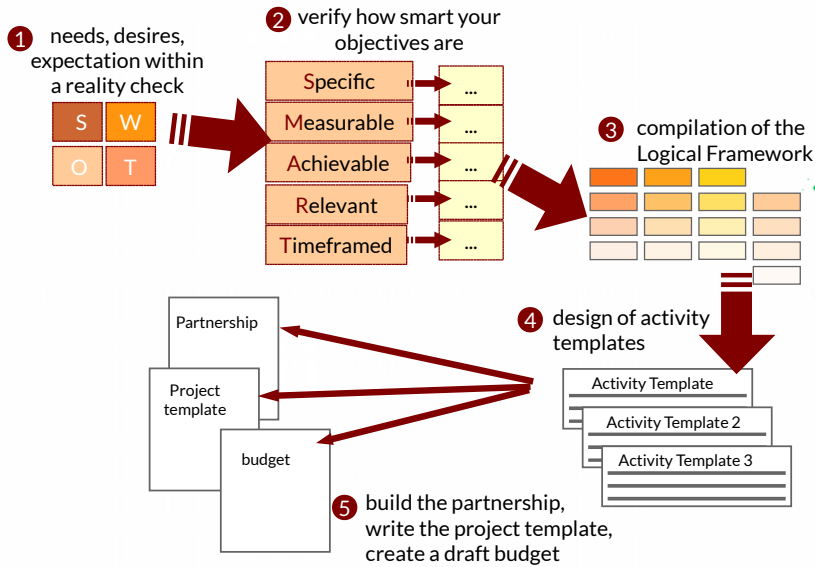 1 needs, desires,
expectation within
a reality check
S W
O T
2 verify how smart your
objectives are
Specific ...
Measurable ...
Achievable ...
Relevant ...
Timeframed ...
3 compilation of the
Logical Framework
4 design of activity
templates
Activity Template
Activity Template 2
Activity Template 3
Partnership
Project
template
budget
5 build the partnership,
write the project template,
create a draft budget